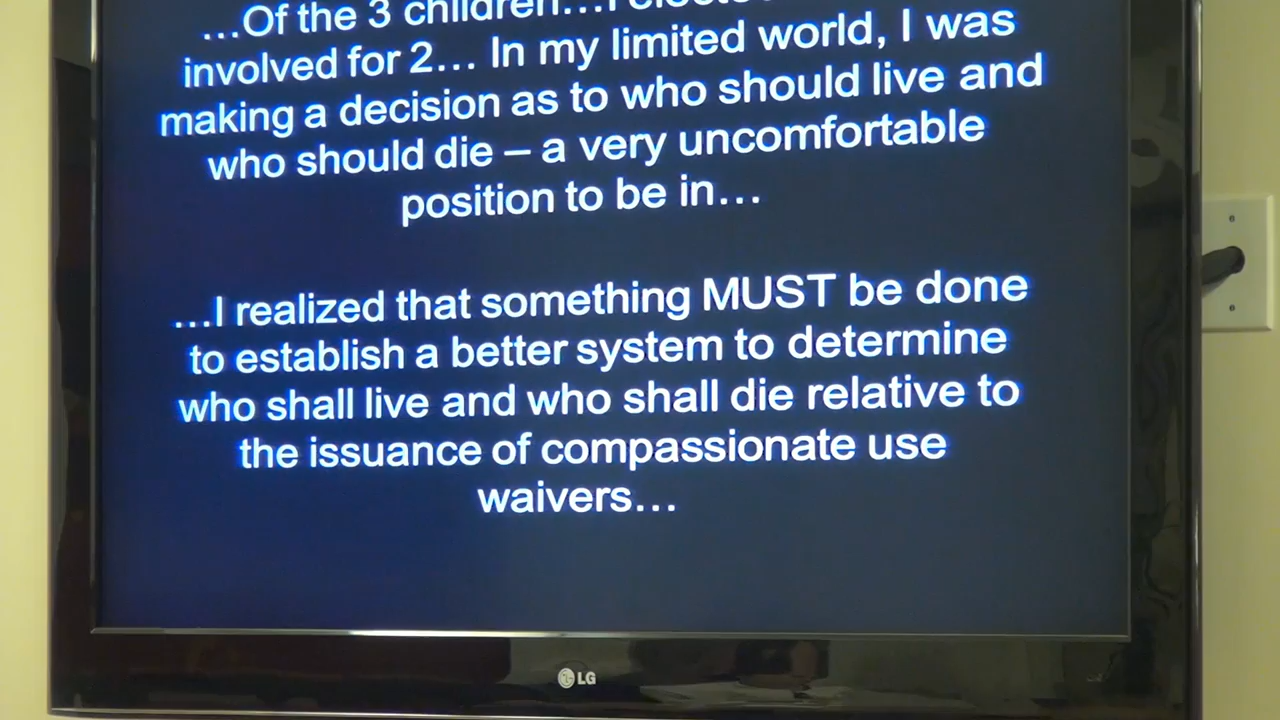 ...Of the 3 children...I
involved for 2... In my limited world, I was
making a decision as to who should live and
who should die – a very uncomfortable
position to be in...
...I realized that something MUST be done
to establish a better system to determine
who shall live and who shall die relative to
the issuance of compassionate use
waivers...
LG